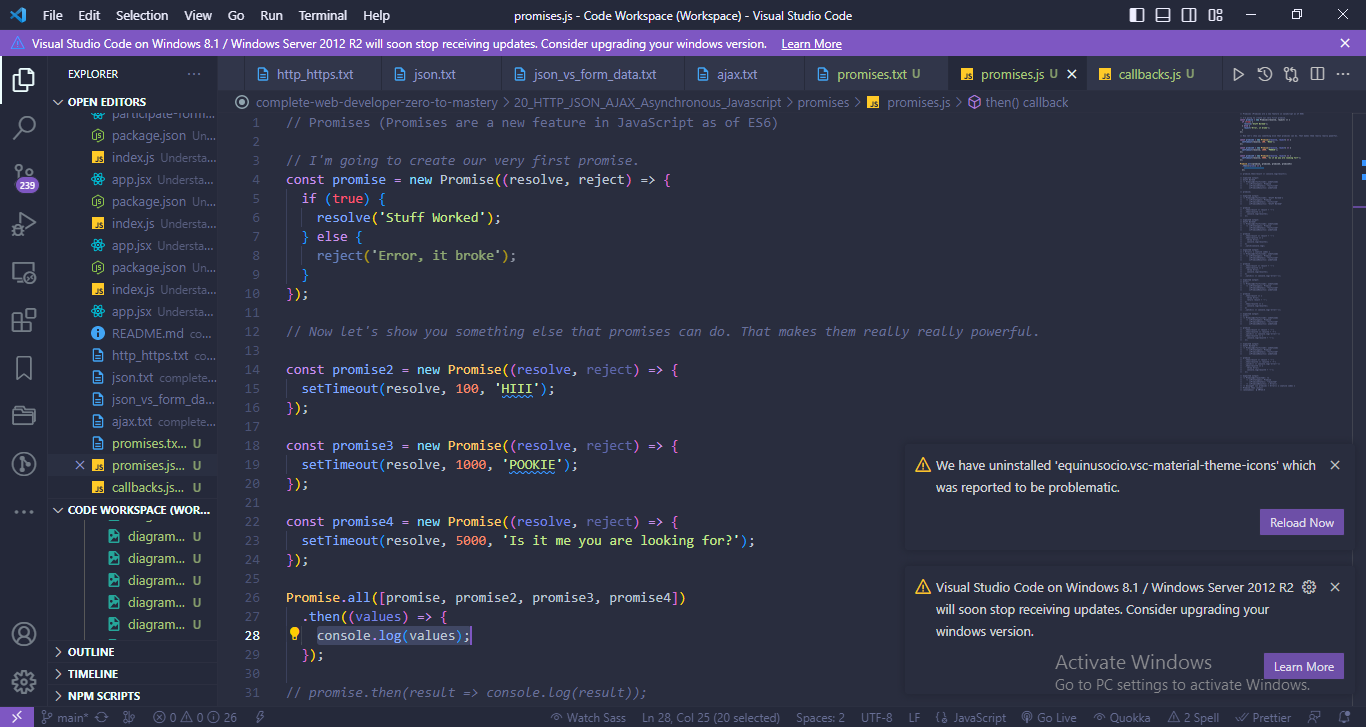 File Edit Selection View Go Run Terminal Help promises.js - Code Workspace (Workspace) - Visual Studio Code
Visual Studio Code on Windows 8.1 / Windows Server 2012 R2 will soon stop receiving updates. Consider upgrading your windows version. Learn More
EXPLORER
http_https.txt json.txt json_vs_form_data.txt ajax.txt promises.txt U promises.js U callbacks.js U
complete-web-developer-zero-to-mastery > 20_HTTP_JSON_AJAX_Asynchronous_Javascript > promises > JS promises.js > then() callback
OPEN EDITORS
participate-form...
package.json Un...
index.js Understa...
app.jsx Understa...
package.json Un...
index.js Understa...
app.jsx Understa...
package.json Un...
index.js Understa...
app.jsx Understa...
README.md co...
http_https.txt co...
json.txt complete...
json_vs_form_da...
ajax.txt complete...
promises.tx... U
promises.js... U
callbacks.js... U
CODE WORKSPACE (WOR...
diagram... U
diagram... U
diagram... U
diagram... U
diagram... U
OUTLINE
TIMELINE
NPM SCRIPTS
239
1 // Promises (Promises are a new feature in JavaScript as of ES6)
2
3 // I'm going to create our very first promise.
4 const promise = new Promise((resolve, reject) => {
5 if (true) {
6 resolve('Stuff Worked');
7 } else {
8 reject('Error, it broke');
9 }
10 });
11
12 // Now let's show you something else that promises can do. That makes them really really powerful.
13
14 const promise2 = new Promise((resolve, reject) => {
15 setTimeout(resolve, 100, 'HIII');
16 });
17
18 const promise3 = new Promise((resolve, reject) => {
19 setTimeout(resolve, 1000, 'POOKIE');
20 });
21
22 const promise4 = new Promise((resolve, reject) => {
23 setTimeout(resolve, 5000, 'Is it me you are looking for?');
24 });
25
26 Promise.all([promise, promise2, promise3, promise4])
27 .then((values) => {
28 console.log(values);
29 });
30
31 // promise.then(result => console.log(result));
We have uninstalled 'equinusocio.vsc-material-theme-icons' which
was reported to be problematic.
Reload Now
Visual Studio Code on Windows 8.1 / Windows Server 2012 R2
will soon stop receiving updates. Consider upgrading your
windows version.
Learn More
Activate Windows
Go to PC settings to activate Windows.
main* 0 0 26 Watch Sass Ln 28, Col 25 (20 selected) Spaces: 2 UTF-8 LF {} JavaScript Go Live Quokka 2 Spell Prettier